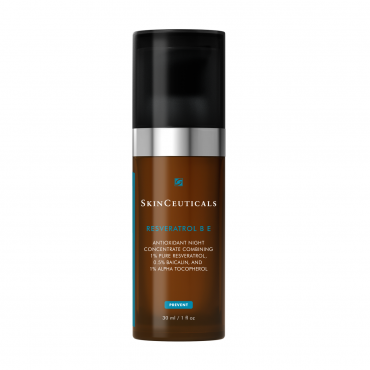 SKINCEUTICALS
RESVERATROL B E
ANTIOXIDANT NIGHT
CONCENTRATE COMBINING
1% PURE RESVERATROL,
0.5% BAICALIN, AND
1% ALPHA TOCOPHEROL
PREVENT
30 ml / 1 fl oz